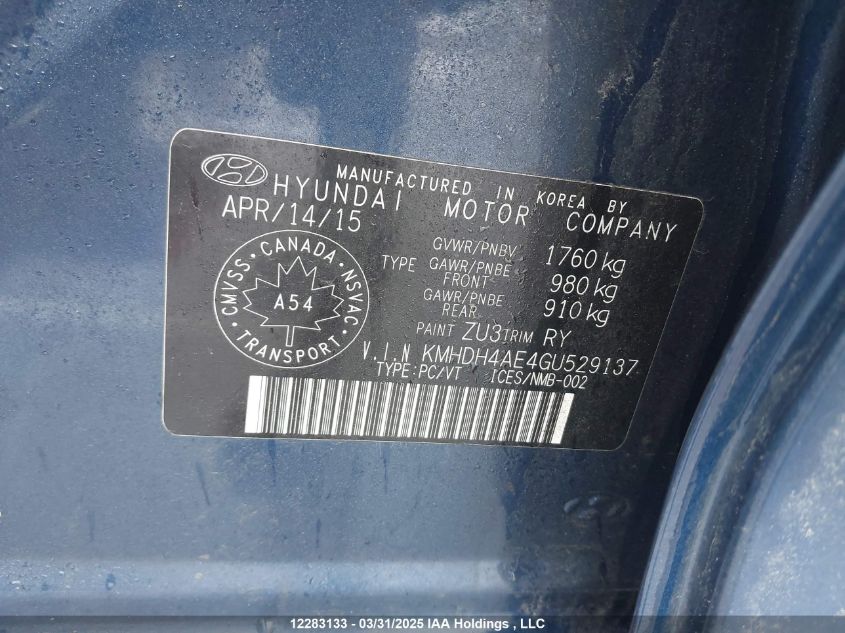 MANUFACTURED IN KOREA BY
HYUNDAI MOTOR COMPANY
APR/14/15
GVWR/PNBV 1760 kg
TYPE GAWR/PNBE FRONT 980 kg
GAWR/PNBE REAR 910 kg
PAINT ZU3 TRIM RY
CMVSS · CANADA · NSVAC
A54
TRANSPORT
V.I.N KMHDH4AE4GU529137
TYPE:PC/VT ICES/NMB-002
12283133 - 03/31/2025 IAA Holdings , LLC